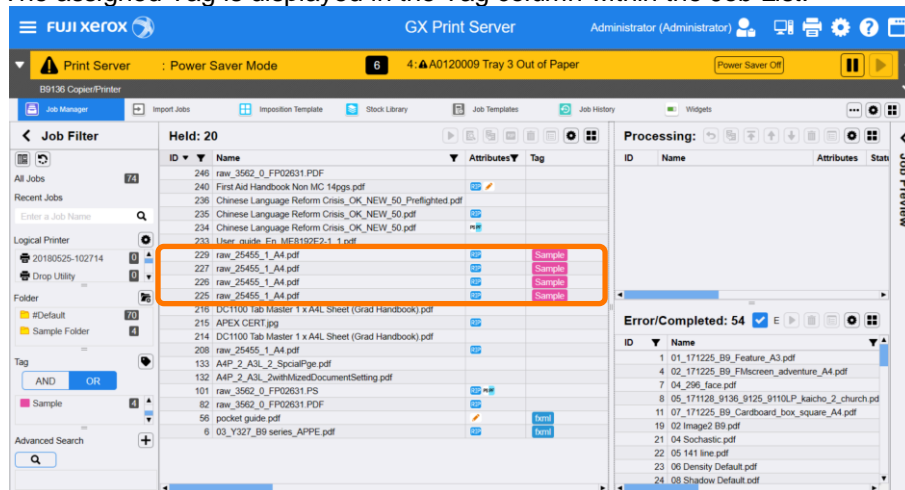 The assigned Tag is displayed in the Tag column within the Job List.
FUJI XEROX
GX Print Server
Administrator (Administrator)
Print Server : Power Saver Mode 6 4: A0120009 Tray 3 Out of Paper Power Saver Off
B9136 Copier/Printer
Job Manager Import Jobs Imposition Template Stock Library Job Templates Job History Widgets
Job Filter
All Jobs 74
Recent Jobs
Enter a Job Name
Logical Printer
20180525-102714 0
Drop Utility 0
Folder
#Default 70
Sample Folder 4
Tag
AND OR
Sample 4
Advanced Search
Held: 20
ID Name Attributes Tag
246 raw_3562_0_FP02631.PDF
240 First Aid Handbook Non MC 14pgs.pdf
236 Chinese Language Reform Crisis_OK_NEW_50_Preflighted.pdf
235 Chinese Language Reform Crisis_OK_NEW_50.pdf
234 Chinese Language Reform Crisis_OK_NEW_50.pdf
233 User_guide_En_ME8192E2-1_1.pdf
229 raw_25455_1_A4.pdf Sample
227 raw_25455_1_A4.pdf Sample
226 raw_25455_1_A4.pdf Sample
225 raw_25455_1_A4.pdf Sample
216 DC1100 Tab Master 1 x A4L Sheet (Grad Handbook).pdf
215 APEX CERT.jpg
214 DC1100 Tab Master 1 x A4L Sheet (Grad Handbook).pdf
208 raw_25455_1_A4.pdf
133 A4P_2_A3L_2_SpcialPge.pdf
132 A4P_2_A3L_2withMizedDocumentSetting.pdf
101 raw_3562_0_FP02631.PS
82 raw_3562_0_FP02631.PDF
56 pocket guide.pdf fxml
6 03_Y327_B9 series_APPE.pdf fxml
Processing:
ID Name Attributes Statu
Job Preview
Error/Completed: 54 E
ID Name
1 01_171225_B9_Feature_A3.pdf
4 02_171225_B9_FMscreen_adventure_A4.pdf
7 04_296_face.pdf
8 05_171128_9136_9125_9110LP_kaicho_2_church.pd
11 07_171225_B9_Cardboard_box_square_A4.pdf
19 02 Image2 B9.pdf
21 04 Sochastic.pdf
22 05 141 line.pdf
23 06 Density Default.pdf
24 08 Shadow Default.pdf